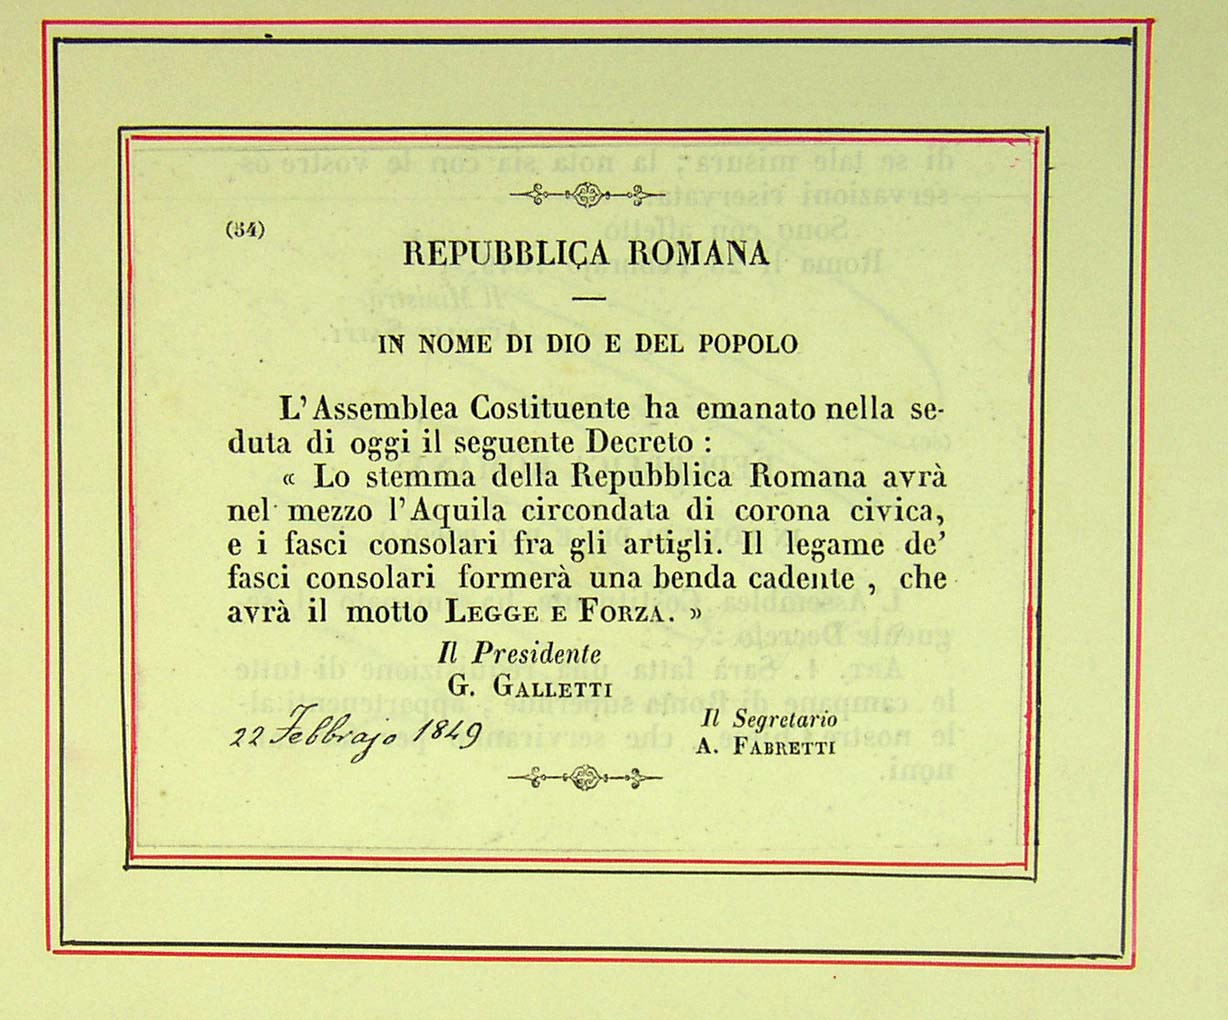 (54)
REPUBBLICA ROMANA
IN NOME DI DIO E DEL POPOLO
L'Assemblea Costituente ha emanato nella se-
duta di oggi il seguente Decreto :
« Lo stemma della Repubblica Romana avrà
nel mezzo l'Aquila circondata di corona civica,
e i fasci consolari fra gli artigli. Il legame de'
fasci consolari formerà una benda cadente , che
avrà il motto LEGGE E FORZA. »
Il Presidente
G. GALLETTI
22 Febbrajo 1849
Il Segretario
A. FABRETTI